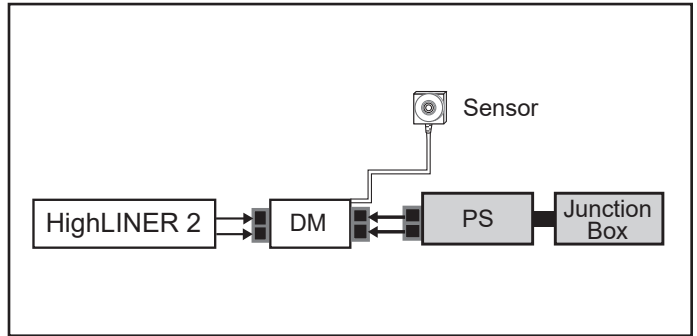 Sensor
HighLINER 2
DM
PS
Junction
Box